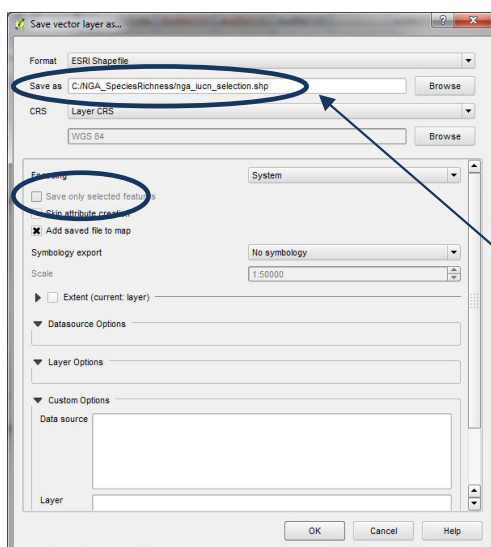 Save vector layer as...
Format ESRI Shapefile
Save as C:/NGA_SpeciesRichness/nga_iucn_selection.shp Browse
CRS Layer CRS
WGS 84 Browse
Encoding System
Save only selected features
Skip attribute creation
Add saved file to map
Symbology export No symbology
Scale 1:50000
Extent (current: layer)
Datasource Options
Layer Options
Custom Options
Data source
Layer
OK Cancel Help